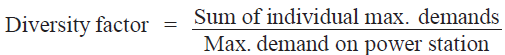 Diversity factor = Sum of individual max. demands
Max. demand on power station